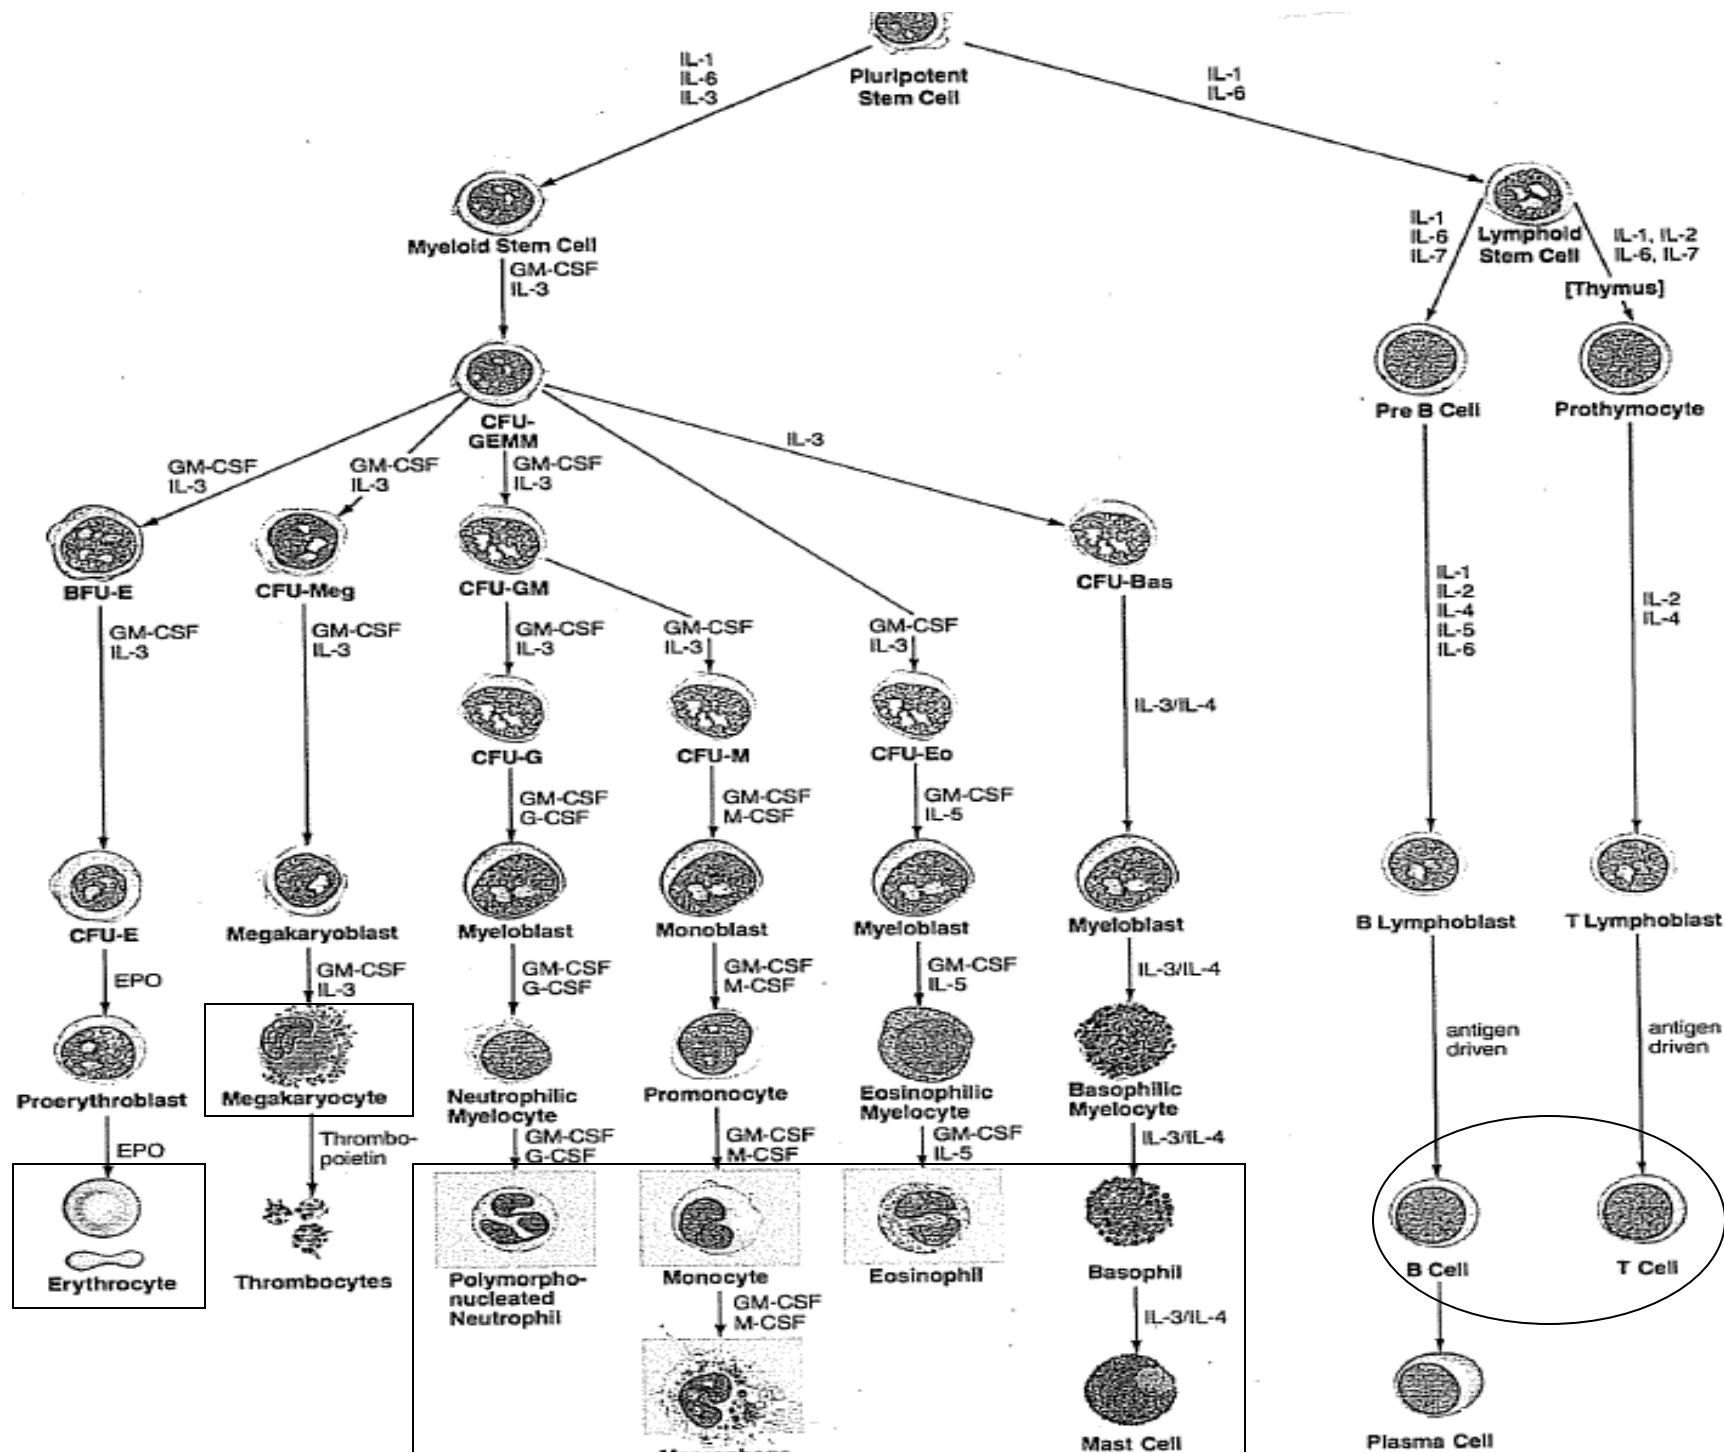 Pluripotent
Stem Cell
IL-1
IL-6
IL-3
IL-1
IL-6
Myeloid Stem Cell
GM-CSF
IL-3
Lymphoid
Stem Cell
IL-1
IL-6
IL-7
IL-1, IL-2
IL-6, IL-7
[Thymus]
CFU-
GEMM
Pre B Cell
Prothymocyte
GM-CSF
IL-3
GM-CSF
IL-3
GM-CSF
IL-3
IL-3
BFU-E
CFU-Meg
CFU-GM
CFU-Bas
GM-CSF
IL-3
GM-CSF
IL-3
GM-CSF
IL-3
GM-CSF
IL-3
GM-CSF
IL-3
IL-3/IL-4
IL-1
IL-2
IL-4
IL-5
IL-6
IL-2
IL-4
CFU-G
CFU-M
CFU-Eo
GM-CSF
G-CSF
GM-CSF
M-CSF
GM-CSF
IL-5
CFU-E
Megakaryoblast
Myeloblast
Monoblast
Myeloblast
Myeloblast
B Lymphoblast
T Lymphoblast
EPO
GM-CSF
IL-3
GM-CSF
G-CSF
GM-CSF
M-CSF
GM-CSF
IL-5
IL-3/IL-4
antigen
driven
antigen
driven
Proerythroblast
Megakaryocyte
Neutrophilic
Myelocyte
Promonocyte
Eosinophilic
Myelocyte
Basophilic
Myelocyte
EPO
Thrombo-
poietin
GM-CSF
G-CSF
GM-CSF
M-CSF
GM-CSF
IL-5
IL-3/IL-4
Erythrocyte
Thrombocytes
Polymorpho-
nucleated
Neutrophil
Monocyte
Eosinophil
Basophil
B Cell
T Cell
GM-CSF
M-CSF
IL-3/IL-4
Mast Cell
Plasma Cell